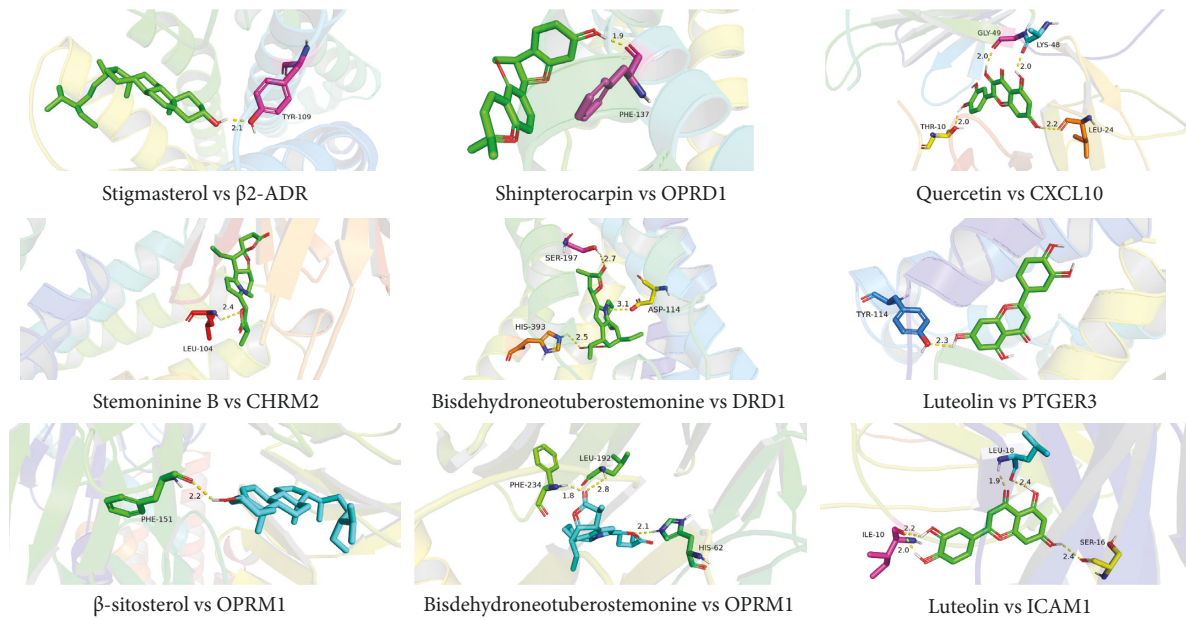 TYR-109
2.1
Stigmasterol vs β2-ADR
1.9
PHE-137
Shinpterocarpin vs OPRD1
GLY-49
LYS-48
2.0
2.0
THR-10
2.0
2.2
LEU-24
Quercetin vs CXCL10
2.4
LEU-104
Stemoninine B vs CHRM2
SER-197
2.7
3.1
ASP-114
HIS-393
2.5
Bisdehydroneotuberostemonine vs DRD1
TYR-114
2.3
Luteolin vs PTGER3
2.2
PHE-151
β-sitosterol vs OPRM1
LEU-192
PHE-234
1.8
2.8
2.1
HIS-62
Bisdehydroneotuberostemonine vs OPRM1
LEU-18
1.9
2.4
ILE-10
2.2
2.0
SER-16
2.4
Luteolin vs ICAM1